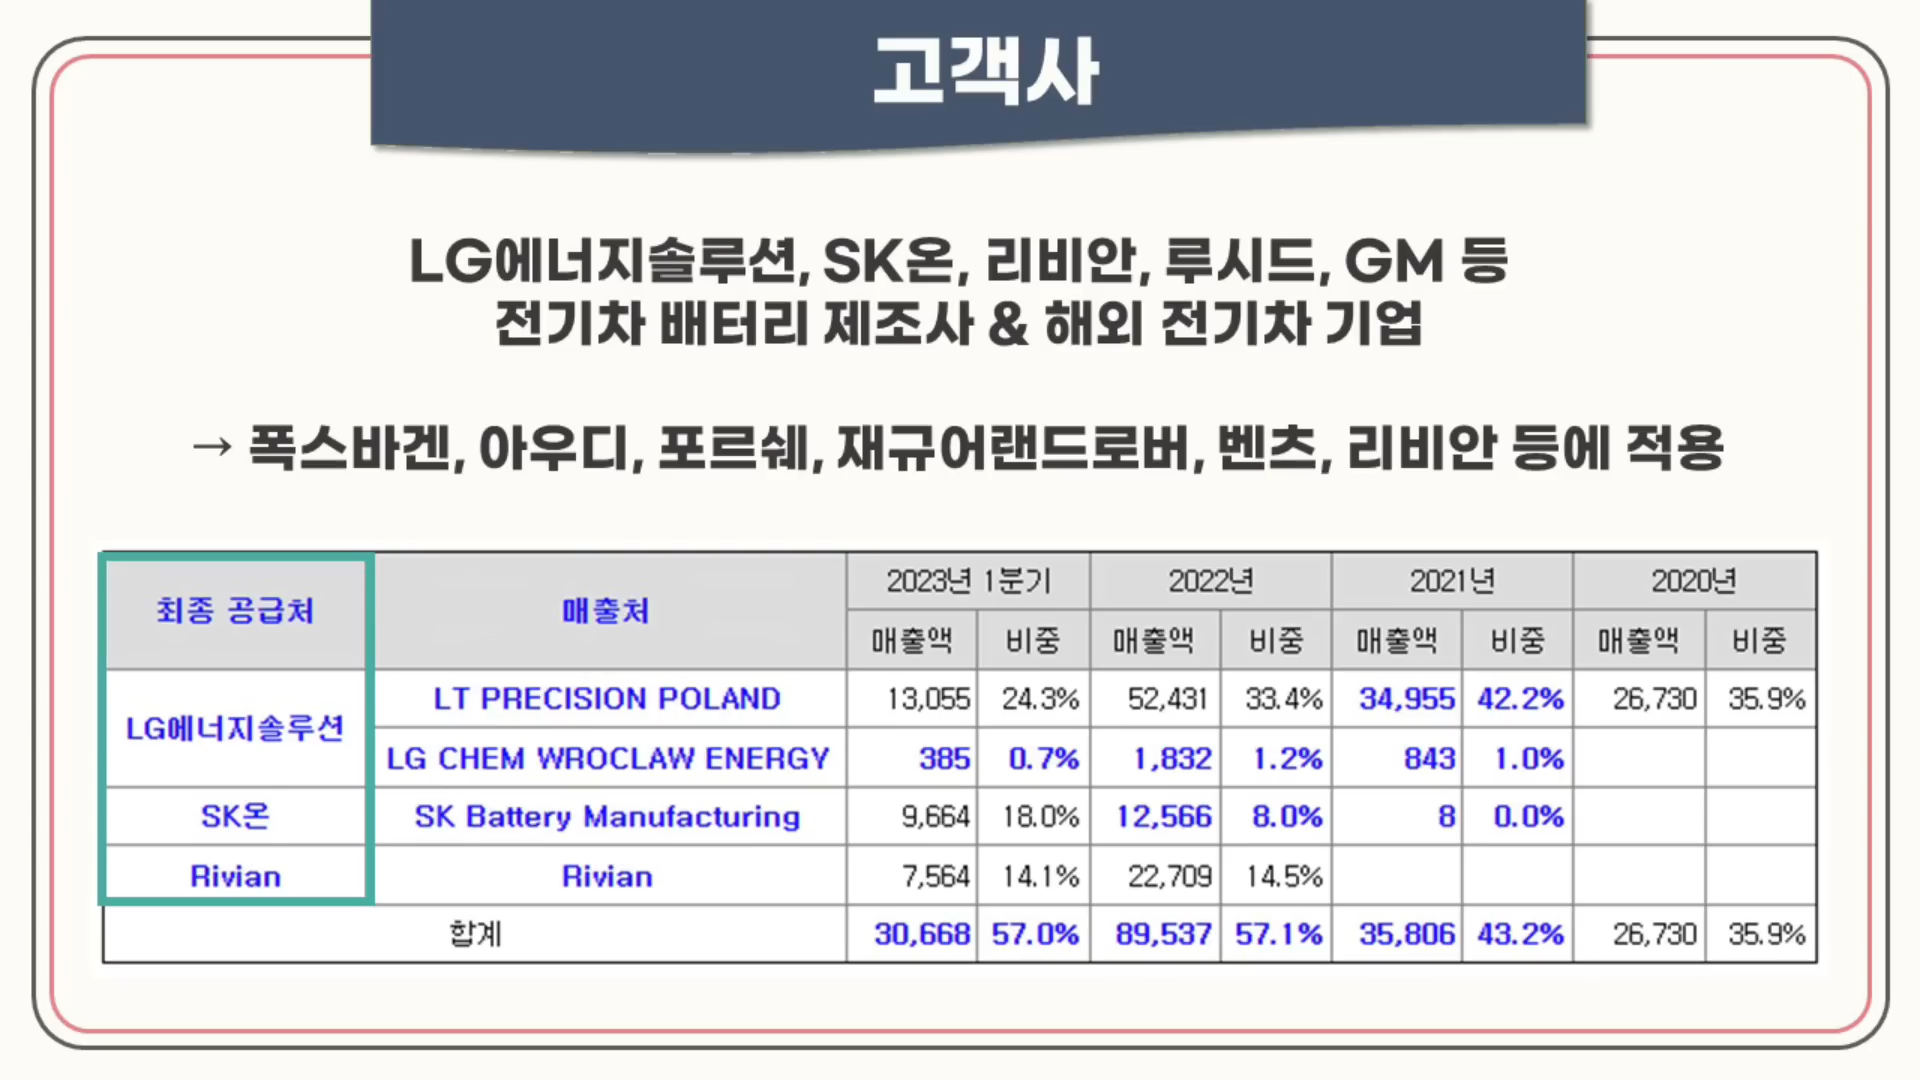 고객사
LG에너지솔루션, SK온, 리비안, 루시드, GM 등
전기차 배터리 제조사 & 해외 전기차 기업
→ 폭스바겐, 아우디, 포르쉐, 재규어랜드로버, 벤츠, 리비안 등에 적용
최종 공급처 매출처 2023년 1분기 2022년 2021년 2020년
매출액 비중 매출액 비중 매출액 비중 매출액 비중
LG에너지솔루션 LT PRECISION POLAND 13,055 24.3% 52,431 33.4% 34,955 42.2% 26,730 35.9%
LG CHEM WROCLAW ENERGY 385 0.7% 1,832 1.2% 843 1.0%
SK온 SK Battery Manufacturing 9,664 18.0% 12,566 8.0% 8 0.0%
Rivian Rivian 7,564 14.1% 22,709 14.5%
합계 30,668 57.0% 89,537 57.1% 35,806 43.2% 26,730 35.9%